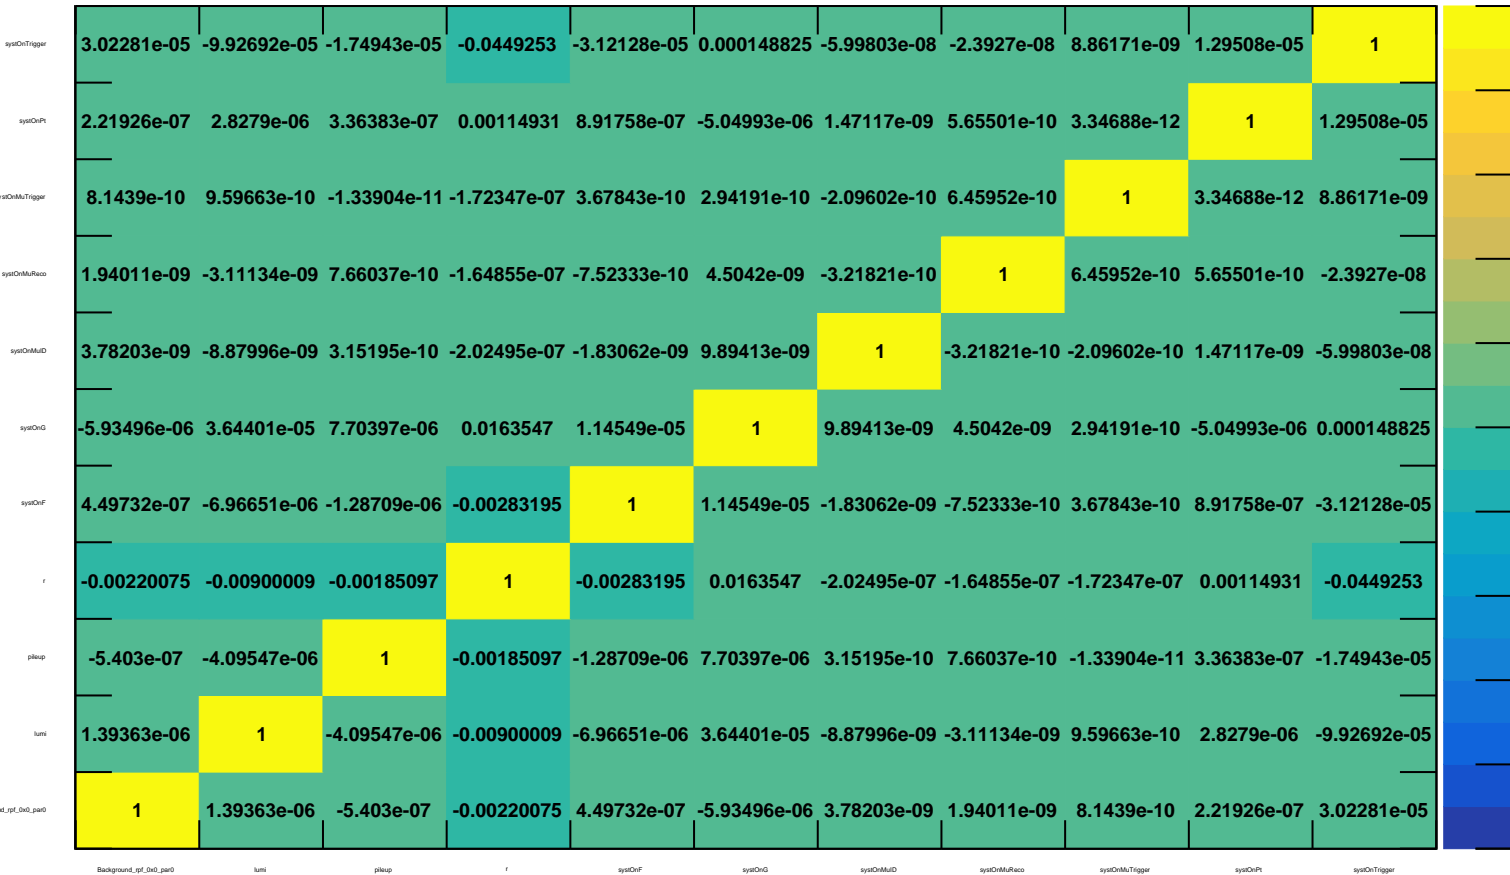 systOnTrigger 3.02281e-05 -9.92692e-05 -1.74943e-05 -0.0449253 -3.12128e-05 0.000148825 -5.99803e-08 -2.3927e-08 8.86171e-09 1.29508e-05 1
systOnPt 2.21926e-07 2.8279e-06 3.36383e-07 0.00114931 8.91758e-07 -5.04993e-06 1.47117e-09 5.65501e-10 3.34688e-12 1 1.29508e-05
stOnMuTrigger 8.1439e-10 9.59663e-10 -1.33904e-11 -1.72347e-07 3.67843e-10 2.94191e-10 -2.09602e-10 6.45952e-10 1 3.34688e-12 8.86171e-09
systOnMuReco 1.94011e-09 -3.11134e-09 7.66037e-10 -1.64855e-07 -7.52333e-10 4.5042e-09 -3.21821e-10 1 6.45952e-10 5.65501e-10 -2.3927e-08
systOnMuID 3.78203e-09 -8.87996e-09 3.15195e-10 -2.02495e-07 -1.83062e-09 9.89413e-09 1 -3.21821e-10 -2.09602e-10 1.47117e-09 -5.99803e-08
systOnG -5.93496e-06 3.64401e-05 7.70397e-06 0.0163547 1.14549e-05 1 9.89413e-09 4.5042e-09 2.94191e-10 -5.04993e-06 0.000148825
systOnF 4.49732e-07 -6.96651e-06 -1.28709e-06 -0.00283195 1 1.14549e-05 -1.83062e-09 -7.52333e-10 3.67843e-10 8.91758e-07 -3.12128e-05
r -0.00220075 -0.00900009 -0.00185097 1 -0.00283195 0.0163547 -2.02495e-07 -1.64855e-07 -1.72347e-07 0.00114931 -0.0449253
pileup -5.403e-07 -4.09547e-06 1 -0.00185097 -1.28709e-06 7.70397e-06 3.15195e-10 7.66037e-10 -1.33904e-11 3.36383e-07 -1.74943e-05
lumi 1.39363e-06 1 -4.09547e-06 -0.00900009 -6.96651e-06 3.64401e-05 -8.87996e-09 -3.11134e-09 9.59663e-10 2.8279e-06 -9.92692e-05
d_rpf_0x0_par0 1 1.39363e-06 -5.403e-07 -0.00220075 4.49732e-07 -5.93496e-06 3.78203e-09 1.94011e-09 8.1439e-10 2.21926e-07 3.02281e-05
Background_rpf_0x0_par0 lumi pileup r systOnF systOnG systOnMuID systOnMuReco systOnMuTrigger systOnPt systOnTrigger